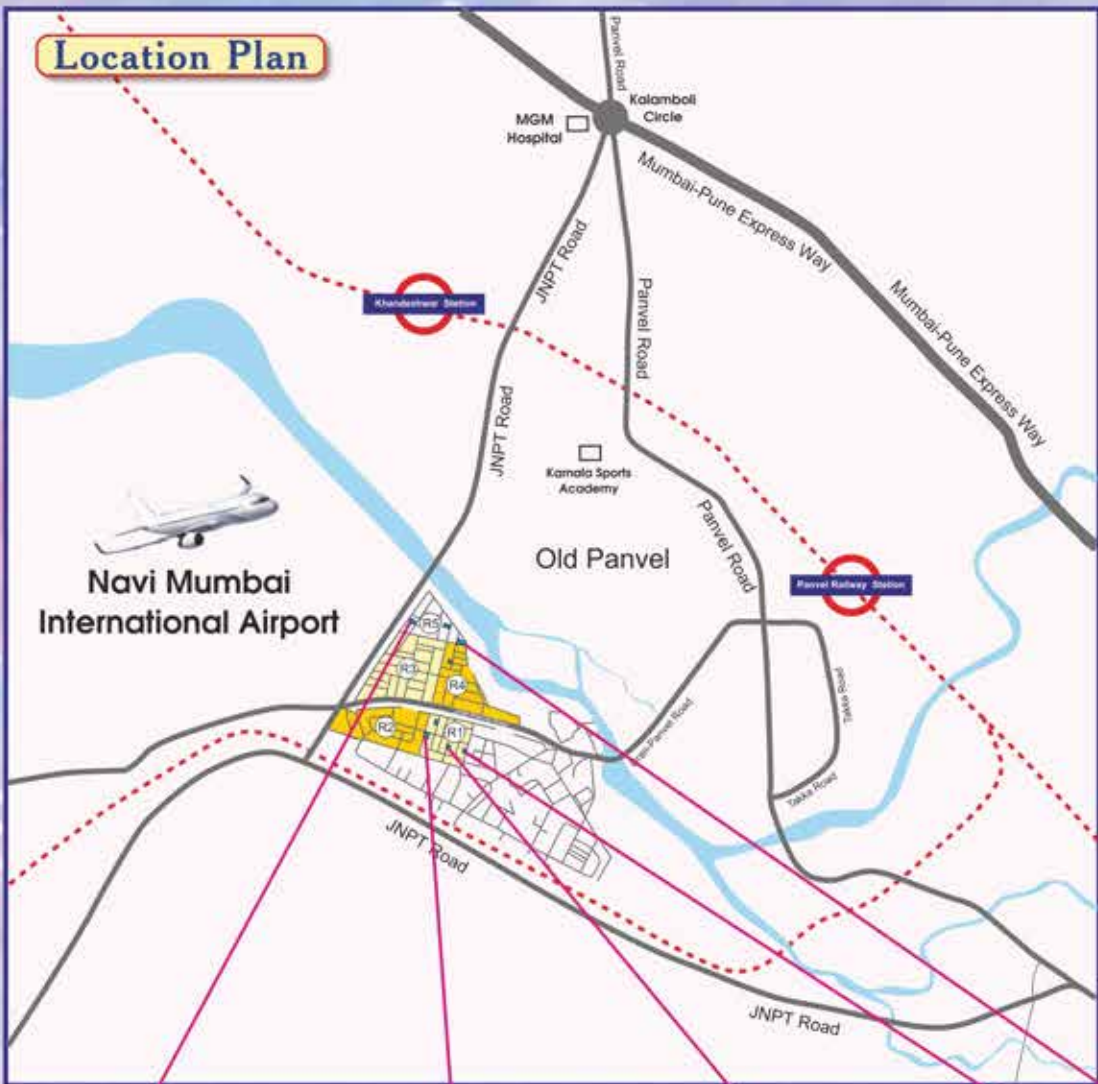 Location Plan
Panvel Road
Kalamboli
Circle
MGM
Hospital
Mumbai-Pune Express Way
JNPT Road
Khandeshwar Station
Panvel Road
Mumbai-Pune Express Way
JNPT Road
Kamala Sports
Academy
Panvel Road
Old Panvel
Panvel Railway Station
Navi Mumbai
International Airport
R5
R3
R4
Takka Road
R2
R1
Panvel Road
Takka Road
JNPT Road
JNPT Road